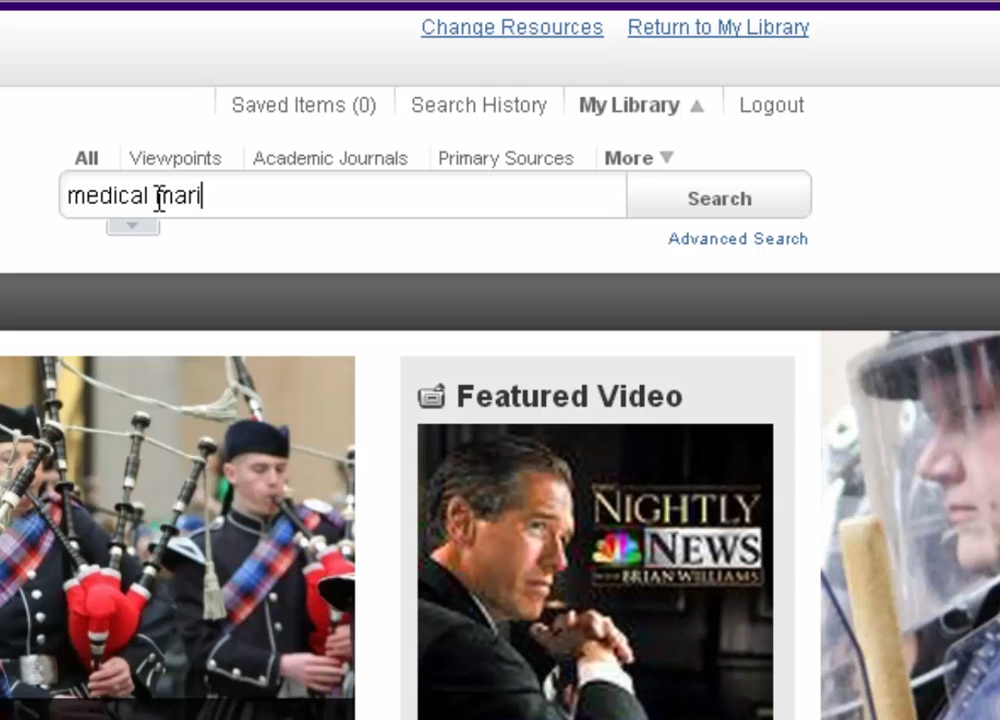 Change Resources Return to My Library
Saved Items (0) Search History My Library Logout
All Viewpoints Academic Journals Primary Sources More
medical mari Search
Advanced Search
Featured Video
NIGHTLY
NEWS
WITH BRIAN WILLIAMS